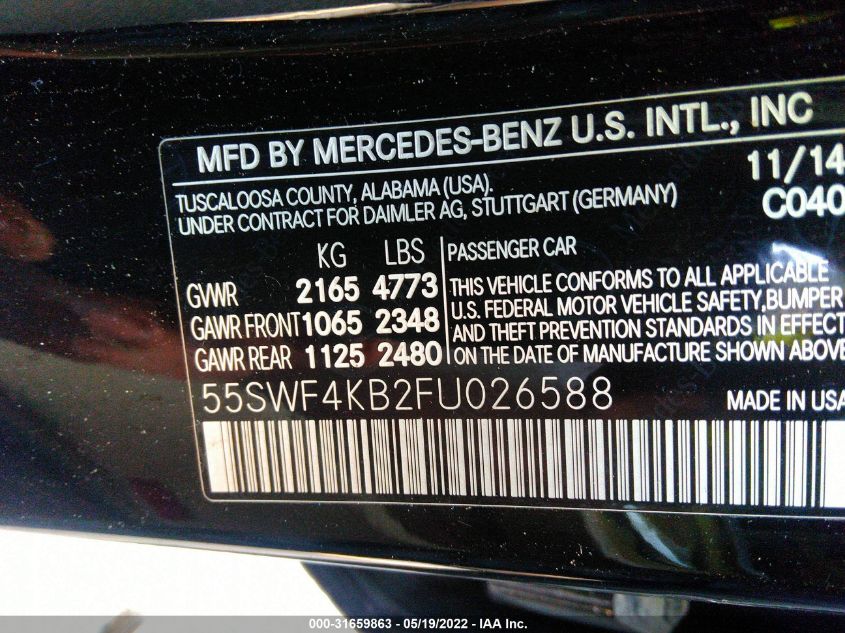 MFD BY MERCEDES-BENZ U.S. INTL., INC
TUSCALOOSA COUNTY, ALABAMA (USA). 11/14
UNDER CONTRACT FOR DAIMLER AG, STUTTGART (GERMANY) C040
KG LBS PASSENGER CAR
GVWR 2165 4773 THIS VEHICLE CONFORMS TO ALL APPLICABLE
U.S. FEDERAL MOTOR VEHICLE SAFETY, BUMPER
GAWR FRONT 1065 2348 AND THEFT PREVENTION STANDARDS IN EFFECT
GAWR REAR 1125 2480 ON THE DATE OF MANUFACTURE SHOWN ABOVE
55SWF4KB2FU026588 MADE IN USA
000-31659863 - 05/19/2022 - IAA Inc.